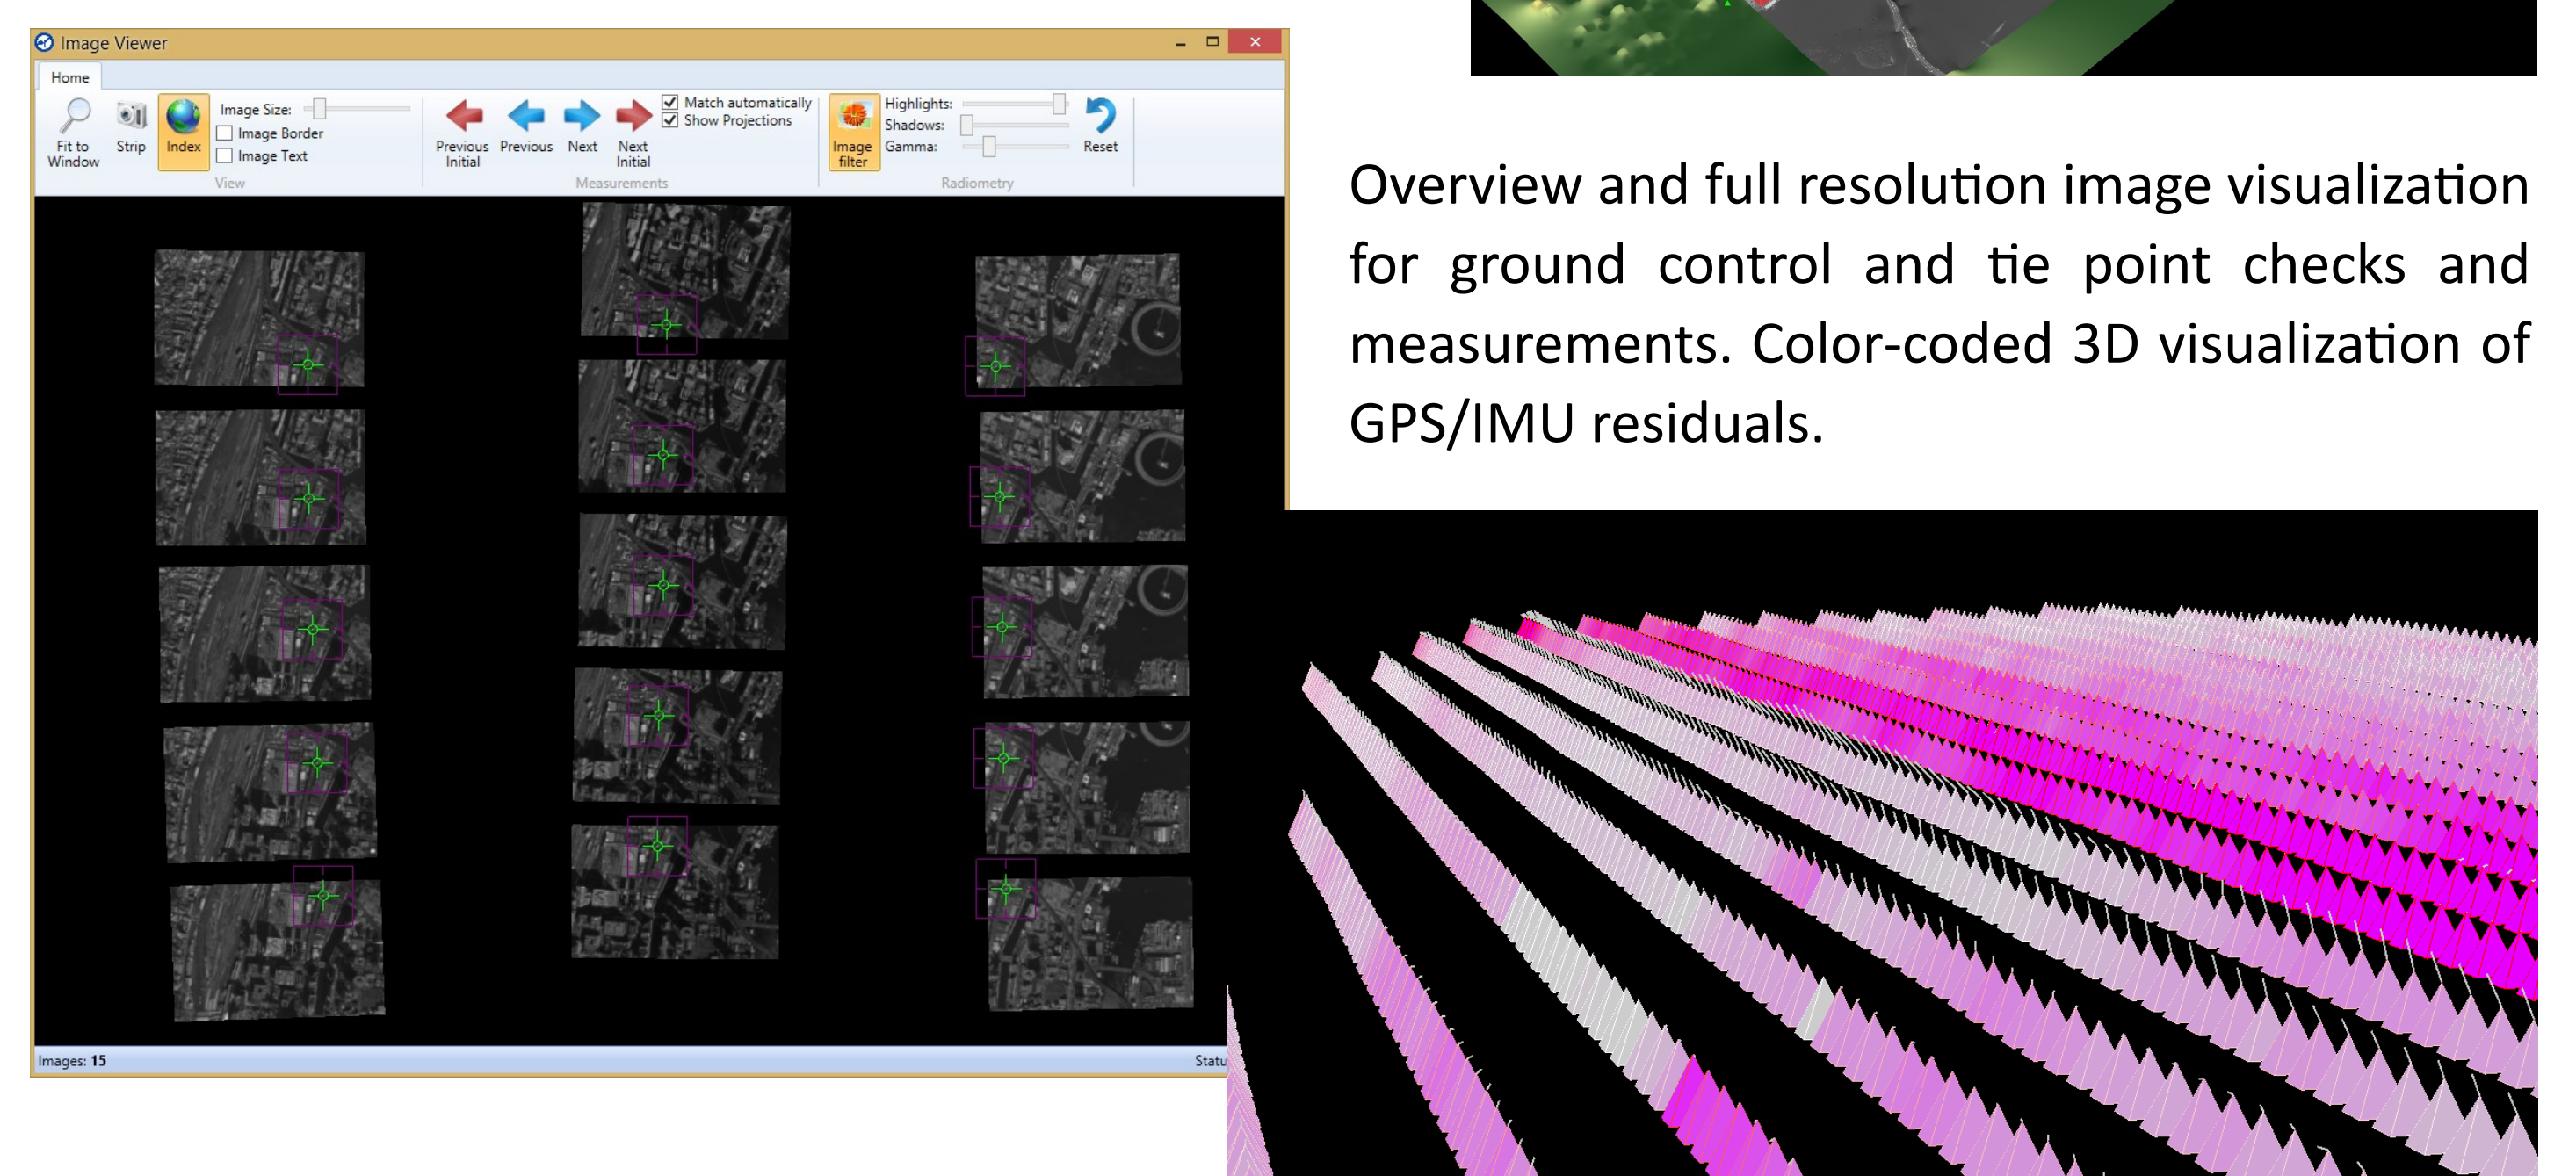 Image Viewer
Home
Fit to
Window
Strip
Index
Image Size:
Image Border
Image Text
View
Previous
Initial
Previous
Next
Next
Initial
Match automatically
Show Projections
Measurements
Image
filter
Highlights:
Shadows:
Gamma:
Reset
Radiometry
Images: 15
Statu
Overview and full resolution image visualization
for ground control and tie point checks and
measurements. Color-coded 3D visualization of
GPS/IMU residuals.